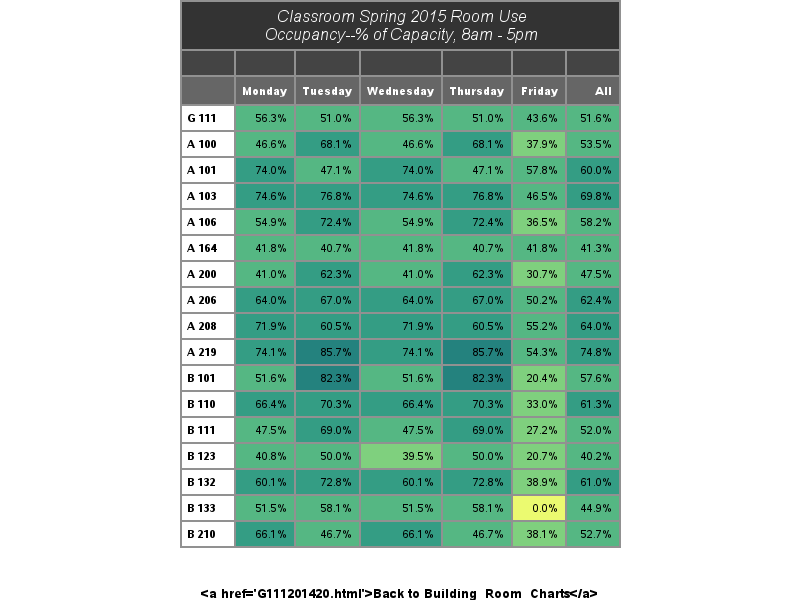 Classroom Spring 2015 Room Use
Occupancy--% of Capacity, 8am - 5pm
Monday Tuesday Wednesday Thursday Friday All
G 111 56.3% 51.0% 56.3% 51.0% 43.6% 51.6%
A 100 46.6% 68.1% 46.6% 68.1% 37.9% 53.5%
A 101 74.0% 47.1% 74.0% 47.1% 57.8% 60.0%
A 103 74.6% 76.8% 74.6% 76.8% 46.5% 69.8%
A 106 54.9% 72.4% 54.9% 72.4% 36.5% 58.2%
A 164 41.8% 40.7% 41.8% 40.7% 41.8% 41.3%
A 200 41.0% 62.3% 41.0% 62.3% 30.7% 47.5%
A 206 64.0% 67.0% 64.0% 67.0% 50.2% 62.4%
A 208 71.9% 60.5% 71.9% 60.5% 55.2% 64.0%
A 219 74.1% 85.7% 74.1% 85.7% 54.3% 74.8%
B 101 51.6% 82.3% 51.6% 82.3% 20.4% 57.6%
B 110 66.4% 70.3% 66.4% 70.3% 33.0% 61.3%
B 111 47.5% 69.0% 47.5% 69.0% 27.2% 52.0%
B 123 40.8% 50.0% 39.5% 50.0% 20.7% 40.2%
B 132 60.1% 72.8% 60.1% 72.8% 38.9% 61.0%
B 133 51.5% 58.1% 51.5% 58.1% 0.0% 44.9%
B 210 66.1% 46.7% 66.1% 46.7% 38.1% 52.7%
<a href='G111201420.html'>Back to Building_Room_Charts</a>